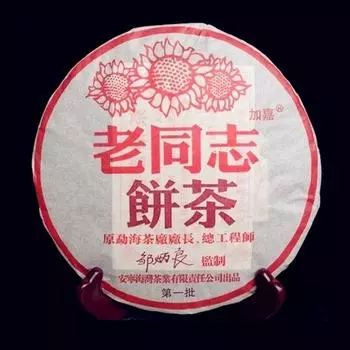 加嘉®
老同志
餅茶
原勐海茶廠廠長、總工程師
邹炳良 監制
安寧海灣茶業有限責任公司出品
第一批